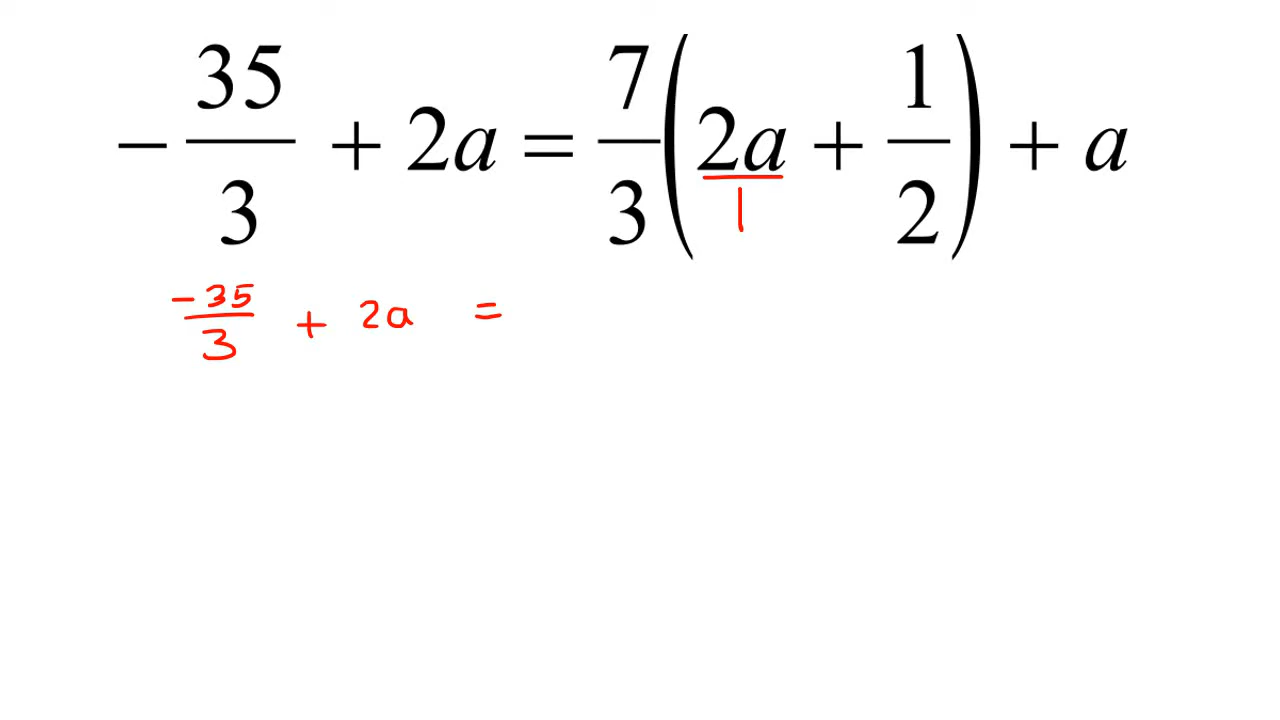 - 35/3 + 2a = 7/3 (2a/1 + 1/2) + a
-35/3 + 2a =